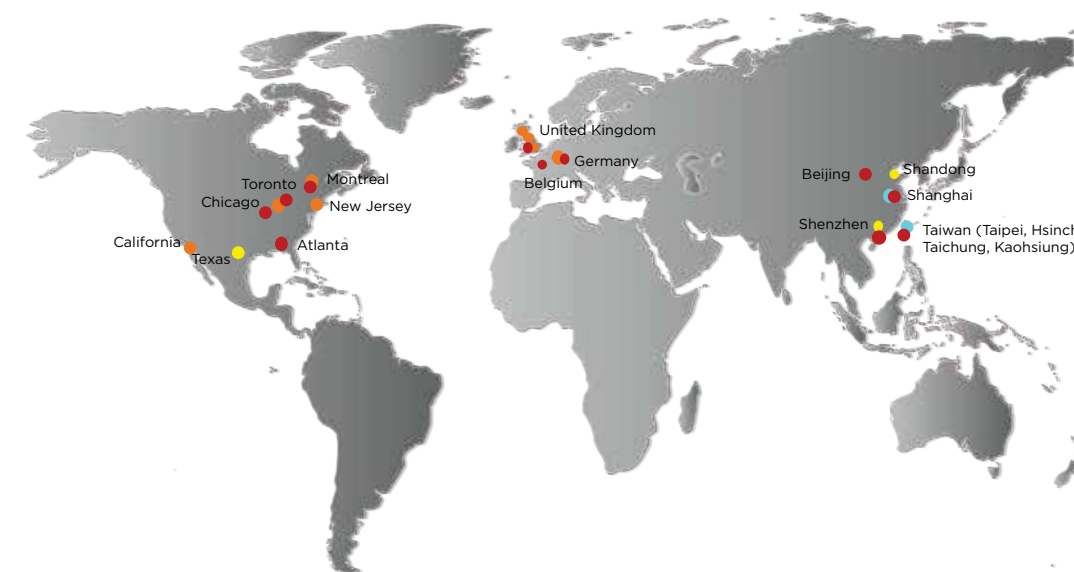 United Kingdom
Germany
Belgium
Montreal
Toronto
Chicago
New Jersey
California
Texas
Atlanta
Beijing
Shandong
Shanghai
Shenzhen
Taiwan (Taipei, Hsinch
Taichung, Kaohsiung)